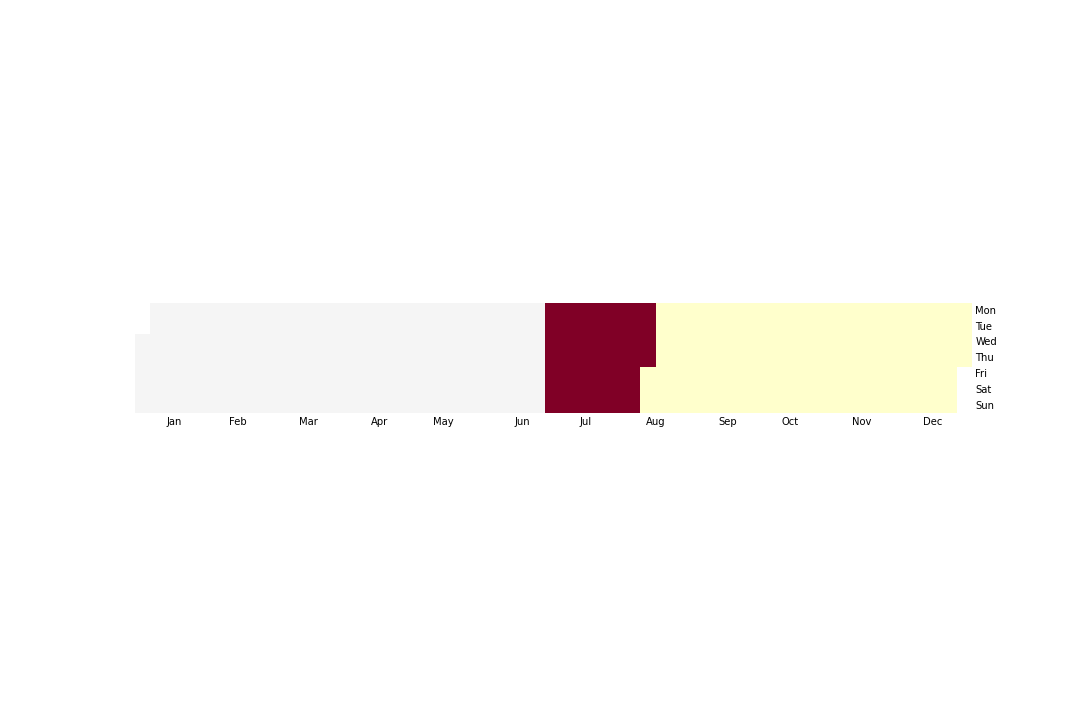 Mon
Tue
Wed
Thu
Fri
Sat
Sun
Jan Feb Mar Apr May Jun Jul Aug Sep Oct Nov Dec